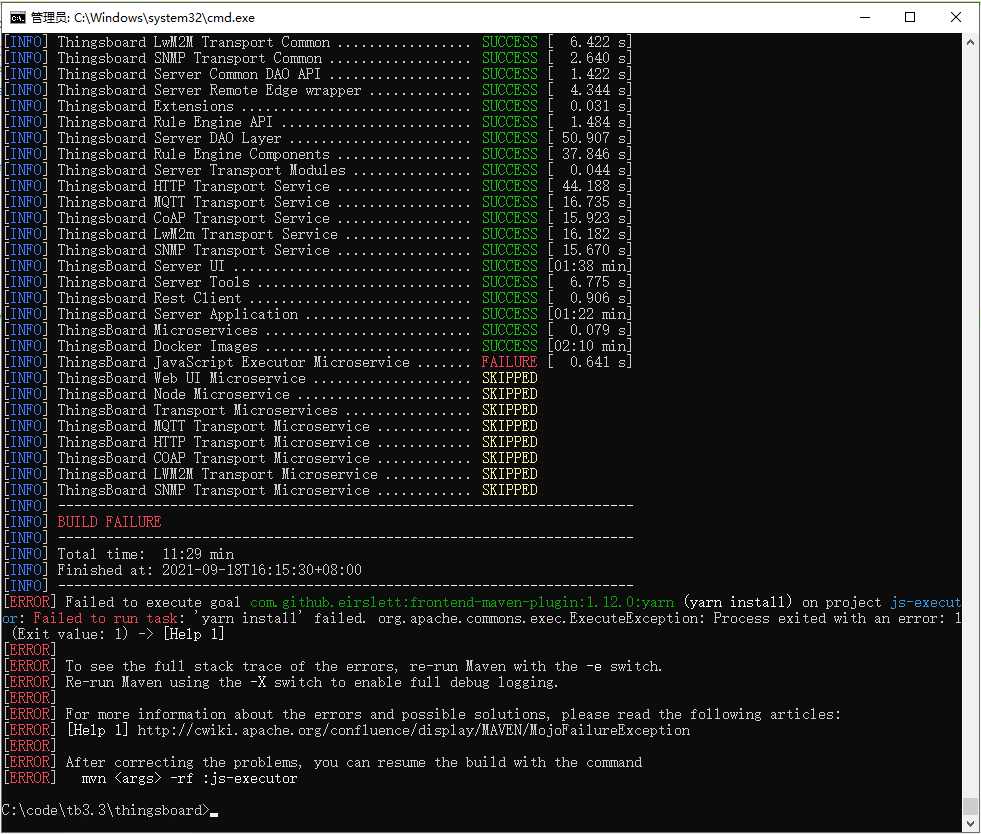 管理员: C:\Windows\system32\cmd.exe
[INFO] Thingsboard LwM2M Transport Common ................. SUCCESS [  6.422 s]
[INFO] Thingsboard SNMP Transport Common .................. SUCCESS [  2.640 s]
[INFO] Thingsboard Server Common DAO API .................. SUCCESS [  1.422 s]
[INFO] Thingsboard Server Remote Edge wrapper ............. SUCCESS [  4.344 s]
[INFO] Thingsboard Extensions ............................. SUCCESS [  0.031 s]
[INFO] Thingsboard Rule Engine API ........................ SUCCESS [  1.484 s]
[INFO] Thingsboard Server DAO Layer ....................... SUCCESS [ 50.907 s]
[INFO] Thingsboard Rule Engine Components ................. SUCCESS [ 37.846 s]
[INFO] Thingsboard Server Transport Modules ............... SUCCESS [  0.044 s]
[INFO] Thingsboard HTTP Transport Service ................. SUCCESS [ 44.188 s]
[INFO] Thingsboard MQTT Transport Service ................. SUCCESS [ 16.735 s]
[INFO] Thingsboard CoAP Transport Service ................. SUCCESS [ 15.923 s]
[INFO] Thingsboard LwM2m Transport Service ................ SUCCESS [ 16.182 s]
[INFO] Thingsboard SNMP Transport Service ................. SUCCESS [ 15.670 s]
[INFO] ThingsBoard Server UI .............................. SUCCESS [01:38 min]
[INFO] ThingsBoard Server Tools ........................... SUCCESS [  6.775 s]
[INFO] ThingsBoard Rest Client ............................ SUCCESS [  0.906 s]
[INFO] ThingsBoard Server Application ..................... SUCCESS [01:22 min]
[INFO] ThingsBoard Microservices .......................... SUCCESS [  0.079 s]
[INFO] ThingsBoard Docker Images .......................... SUCCESS [02:10 min]
[INFO] ThingsBoard JavaScript Executor Microservice ....... FAILURE [  0.641 s]
[INFO] ThingsBoard Web UI Microservice .................... SKIPPED
[INFO] ThingsBoard Node Microservice ...................... SKIPPED
[INFO] ThingsBoard Transport Microservices ................ SKIPPED
[INFO] ThingsBoard MQTT Transport Microservice ............ SKIPPED
[INFO] ThingsBoard HTTP Transport Microservice ............ SKIPPED
[INFO] ThingsBoard COAP Transport Microservice ............ SKIPPED
[INFO] ThingsBoard LWM2M Transport Microservice ........... SKIPPED
[INFO] ThingsBoard SNMP Transport Microservice ............ SKIPPED
[INFO] ------------------------------------------------------------------------
[INFO] BUILD FAILURE
[INFO] ------------------------------------------------------------------------
[INFO] Total time:  11:29 min
[INFO] Finished at: 2021-09-18T16:15:30+08:00
[INFO] ------------------------------------------------------------------------
[ERROR] Failed to execute goal com.github.eirslett:frontend-maven-plugin:1.12.0:yarn (yarn install) on project js-execut
or: Failed to run task: 'yarn install' failed. org.apache.commons.exec.ExecuteException: Process exited with an error: 1
 (Exit value: 1) -> [Help 1]
[ERROR]
[ERROR] To see the full stack trace of the errors, re-run Maven with the -e switch.
[ERROR] Re-run Maven using the -X switch to enable full debug logging.
[ERROR]
[ERROR] For more information about the errors and possible solutions, please read the following articles:
[ERROR] [Help 1] http://cwiki.apache.org/confluence/display/MAVEN/MojoFailureException
[ERROR]
[ERROR] After correcting the problems, you can resume the build with the command
[ERROR]   mvn <args> -rf :js-executor
C:\code\tb3.3\thingsboard>